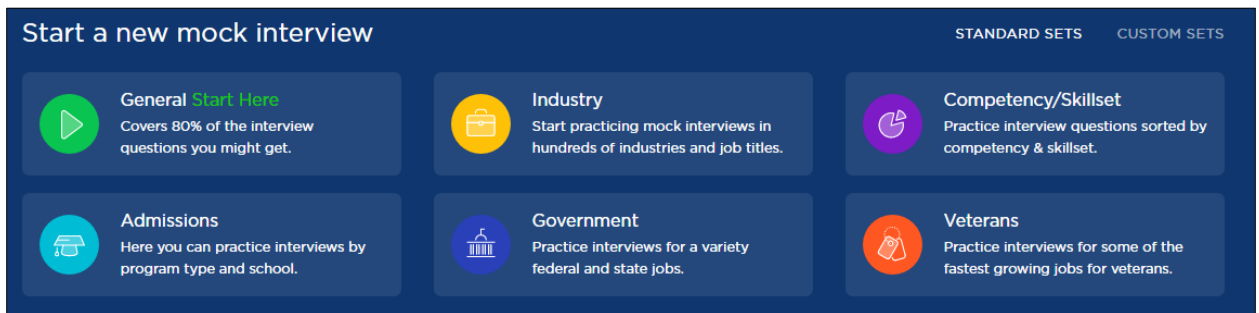 Start a new mock interview
STANDARD SETS
CUSTOM SETS
General Start Here
Covers 80% of the interview
questions you might get.
Industry
Start practicing mock interviews in
hundreds of industries and job titles.
Competency/Skillset
Practice interview questions sorted by
competency & skillset.
Admissions
Here you can practice interviews by
program type and school.
Government
Practice interviews for a variety
federal and state jobs.
Veterans
Practice interviews for some of the
fastest growing jobs for veterans.